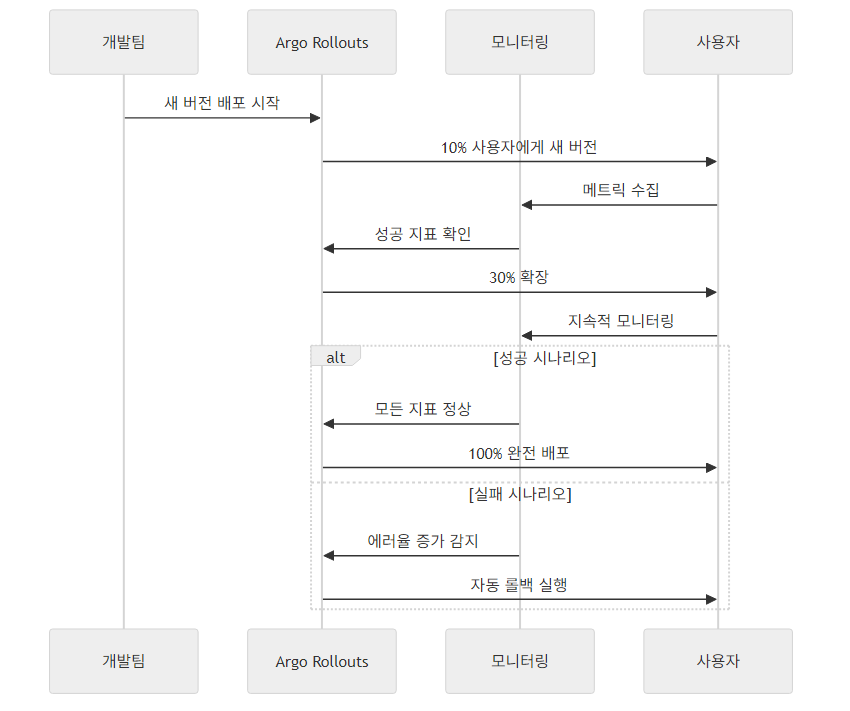 개발팀
Argo Rollouts
모니터링
사용자
새 버전 배포 시작
10% 사용자에게 새 버전
메트릭 수집
성공 지표 확인
30% 확장
지속적 모니터링
alt
[성공 시나리오]
모든 지표 정상
100% 완전 배포
[실패 시나리오]
에러율 증가 감지
자동 롤백 실행
개발팀
Argo Rollouts
모니터링
사용자